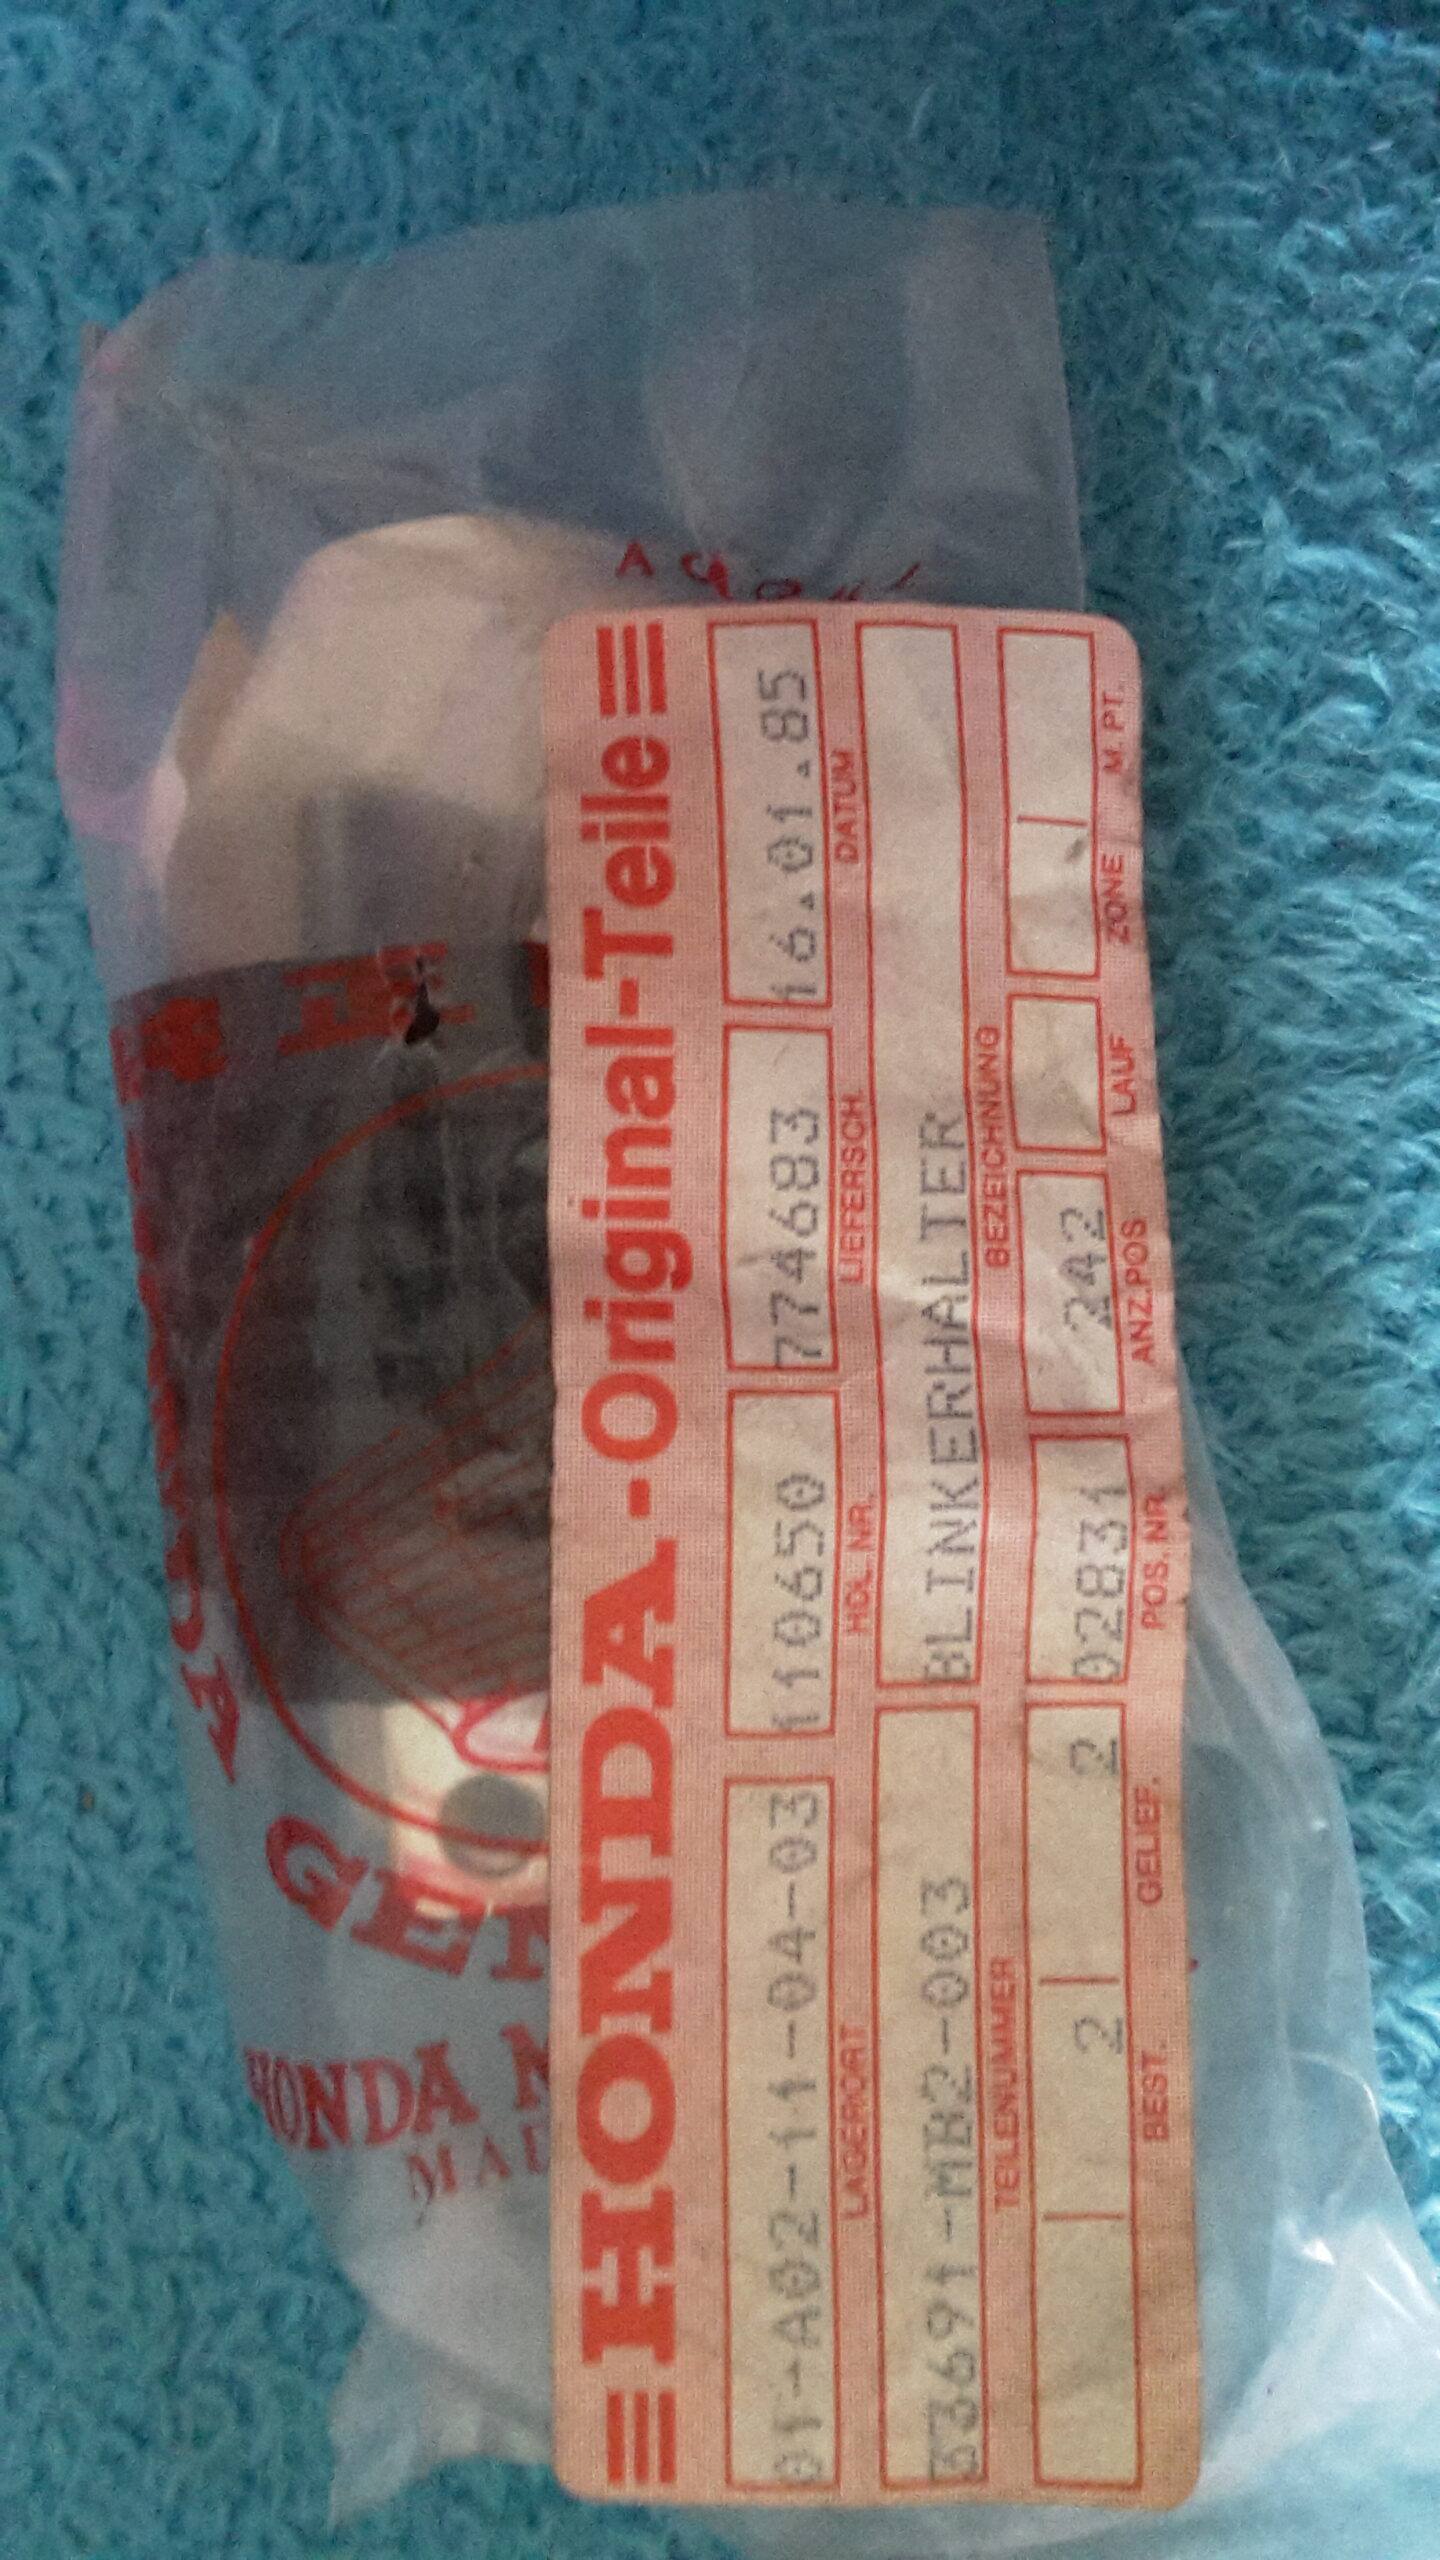 HONDA-Original-Teile
01-A02-11-04-03 110650 774683 16.01.85
LAGERORT HDL.NR. LIEFERSCH. DATUM
33691-MB2-003 BLINKERHALTER
TEILENUMMER BEZEICHNUNG
2 2 02831 242
BEST. GELIEF. POS. NR. ANZ.POS. LAUF ZONE M. PT.
HONDA
GEN